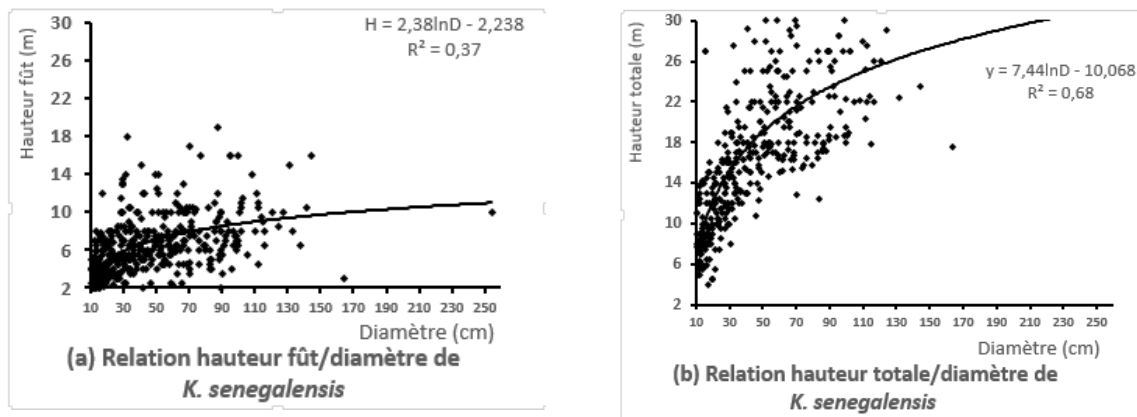 30
26
22
18
14
10
6
2
Hauteur fût (m)
H = 2,38lnD - 2,238
R² = 0,37
10 30 50 70 90 110 130 150 170 190 210 230 250
Diamètre (cm)
(a) Relation hauteur fût/diamètre de
K. senegalensis
30
26
22
18
14
10
6
2
Hauteur totale (m)
y = 7,44lnD - 10,068
R² = 0,68
10 30 50 70 90 110 130 150 170 190 210 230 250
Diamètre (cm)
(b) Relation hauteur totale/diamètre de
K. senegalensis